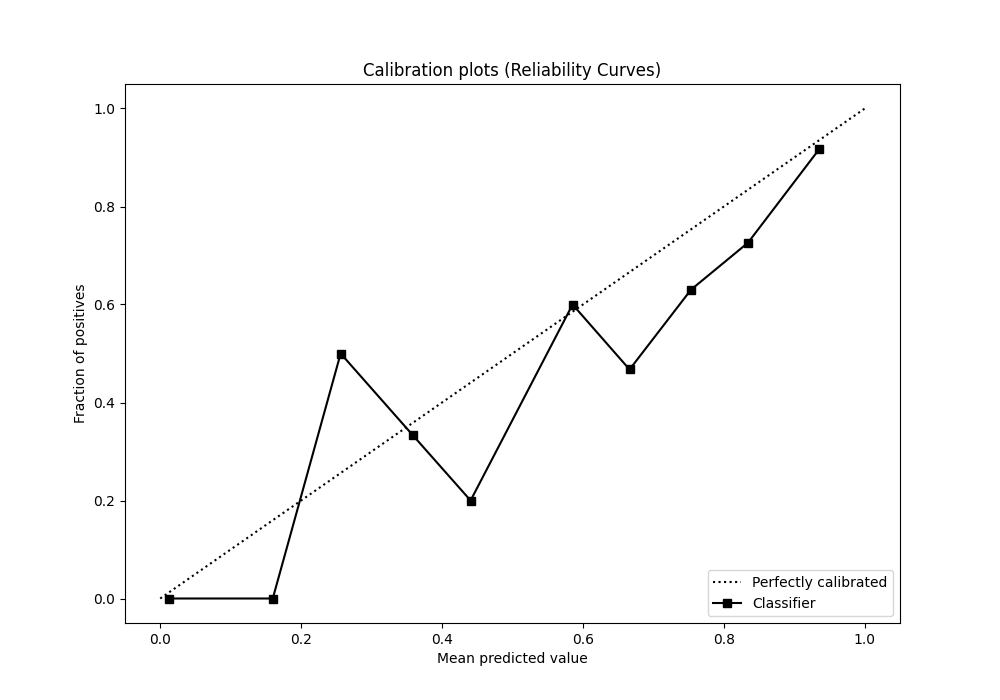 Calibration plots (Reliability Curves)
1.0
0.8
0.6
0.4
0.2
0.0
Fraction of positives
0.0 0.2 0.4 0.6 0.8 1.0
Mean predicted value
Perfectly calibrated
Classifier